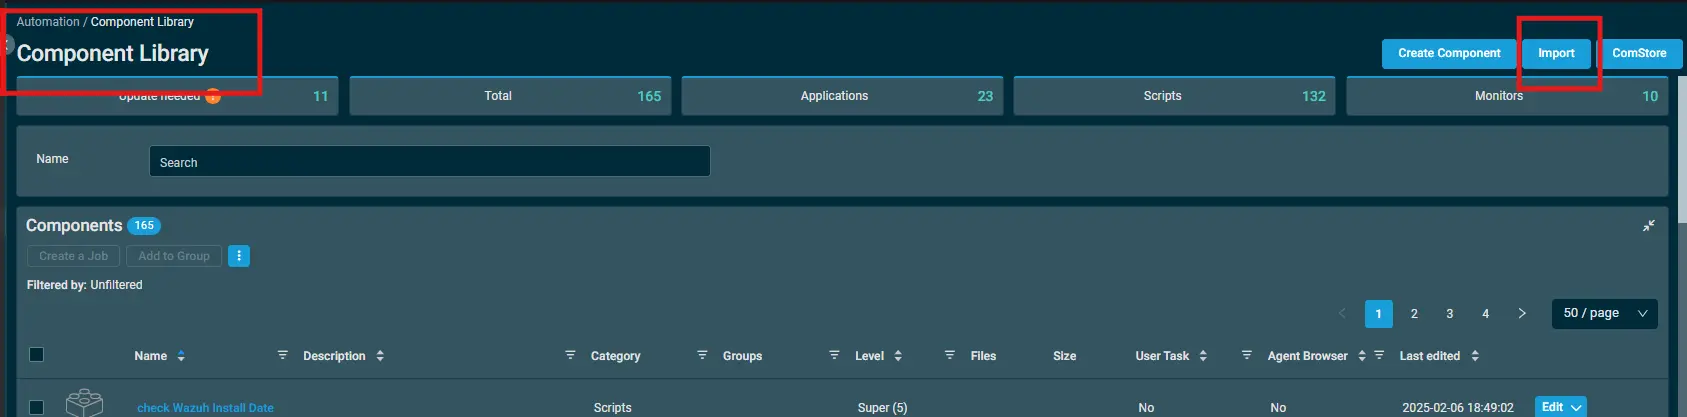 Automation / Component Library
Component Library
Create Component Import ComStore
Update needed ! 11 Total 165 Applications 23 Scripts 132 Monitors 10
Name Search
Components 165
Create a Job Add to Group
Filtered by: Unfiltered
1 2 3 4 50 / page
Name Description Category Groups Level Files Size User Task Agent Browser Last edited
check Wazuh Install Date Scripts Super (5) No No 2025-02-06 18:49:02 Edit